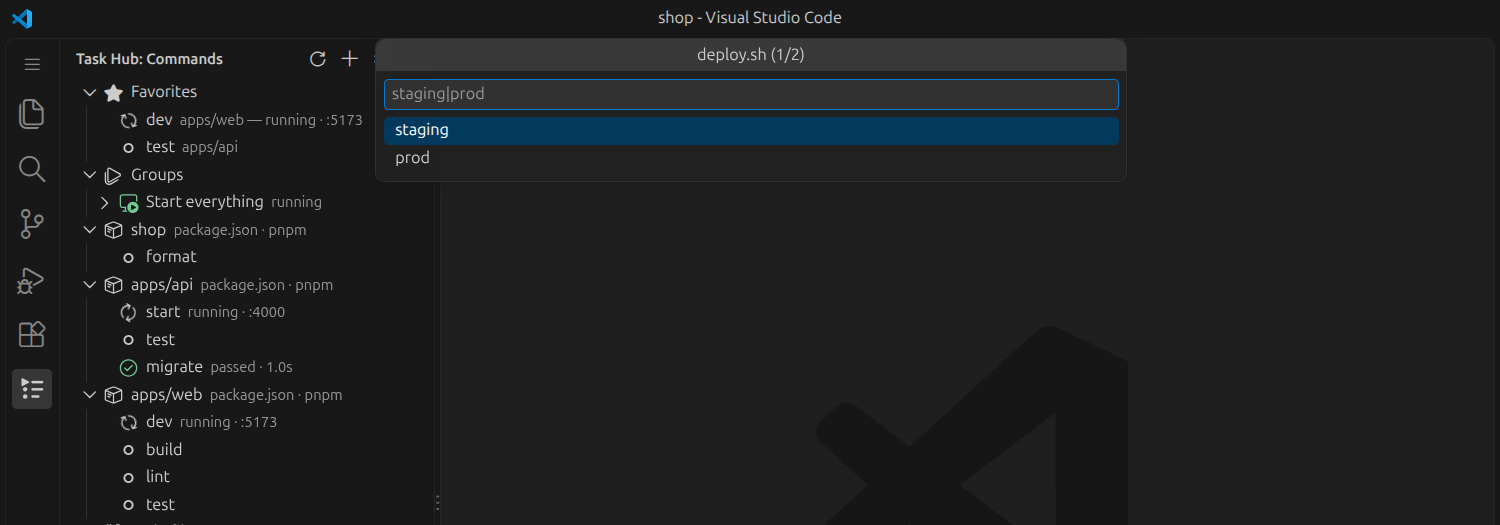 shop - Visual Studio Code
Task Hub: Commands
deploy.sh (1/2)
staging|prod
staging
prod
Favorites
dev apps/web — running · :5173
test apps/api
Groups
Start everything running
shop package.json · pnpm
format
apps/api package.json · pnpm
start running · :4000
test
migrate passed · 1.0s
apps/web package.json · pnpm
dev running · :5173
build
lint
test